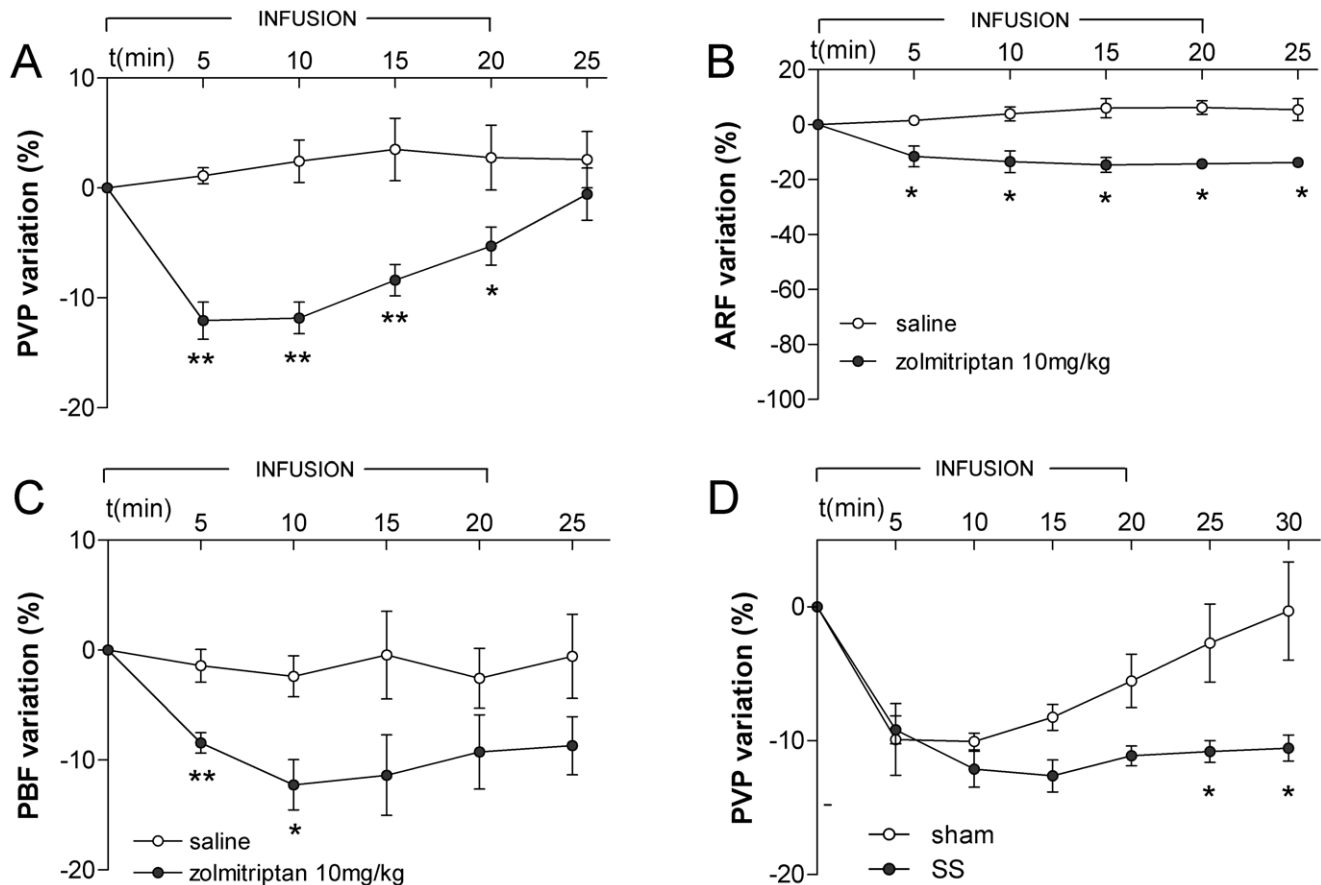 INFUSION
A
t(min) 5 10 15 20 25
10
0
-10
-20
PVP variation (%)
** ** ** *
INFUSION
B
t(min) 5 10 15 20 25
20
0
-20
-40
-60
-80
-100
ARF variation (%)
* * * * *
saline
zolmitriptan 10mg/kg
INFUSION
C
t(min) 5 10 15 20 25
10
0
-10
-20
PBF variation (%)
** *
saline
zolmitriptan 10mg/kg
INFUSION
D
t(min) 5 10 15 20 25 30
0
-10
-20
PVP variation (%)
* *
sham
SS